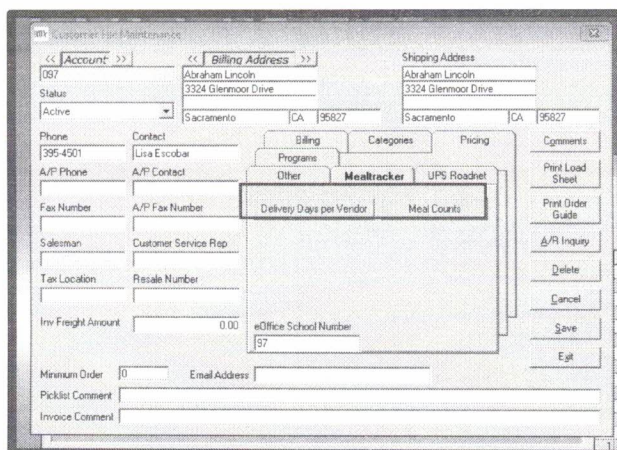 Customer File Maintenance
<< Account >> << Billing Address >> Shipping Address
097 Abraham Lincoln Abraham Lincoln
3324 Glenmoor Drive 3324 Glenmoor Drive
Status
Active Sacramento CA 95827 Sacramento CA 95827
Phone Contact Billing Categories Pricing Comments
395-4501 Lisa Escobar Programs
A/P Phone A/P Contact Other Mealtracker UPS Roadnet Print Load Sheet
Fax Number A/P Fax Number Delivery Days per Vendor Meal Counts Print Order Guide
Salesman Customer Service Rep A/R Inquiry
Tax Location Resale Number Delete
Cancel
Inv Freight Amount 0.00 eOffice School Number Save
97
Exit
Minimum Order 0 Email Address
Picklist Comment
Invoice Comment
1